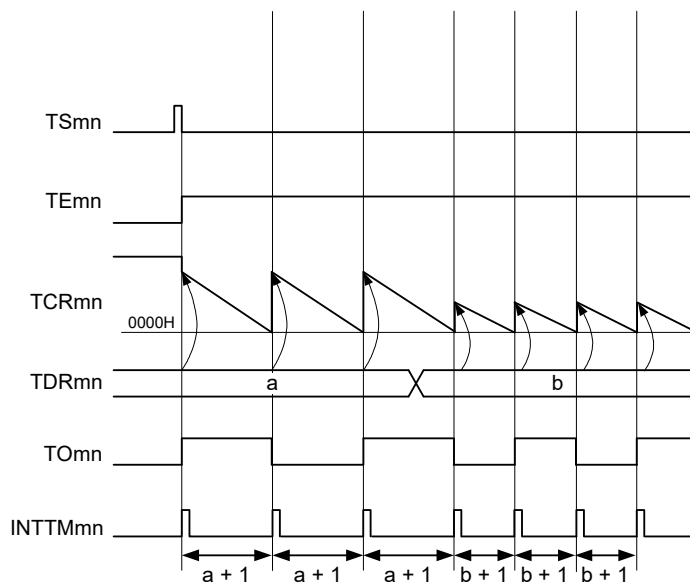 TSmn
TEmn
TCRmn
0000H
TDRmn
a
b
TOmn
INTTMmn
a + 1
a + 1
a + 1
b + 1
b + 1
b + 1